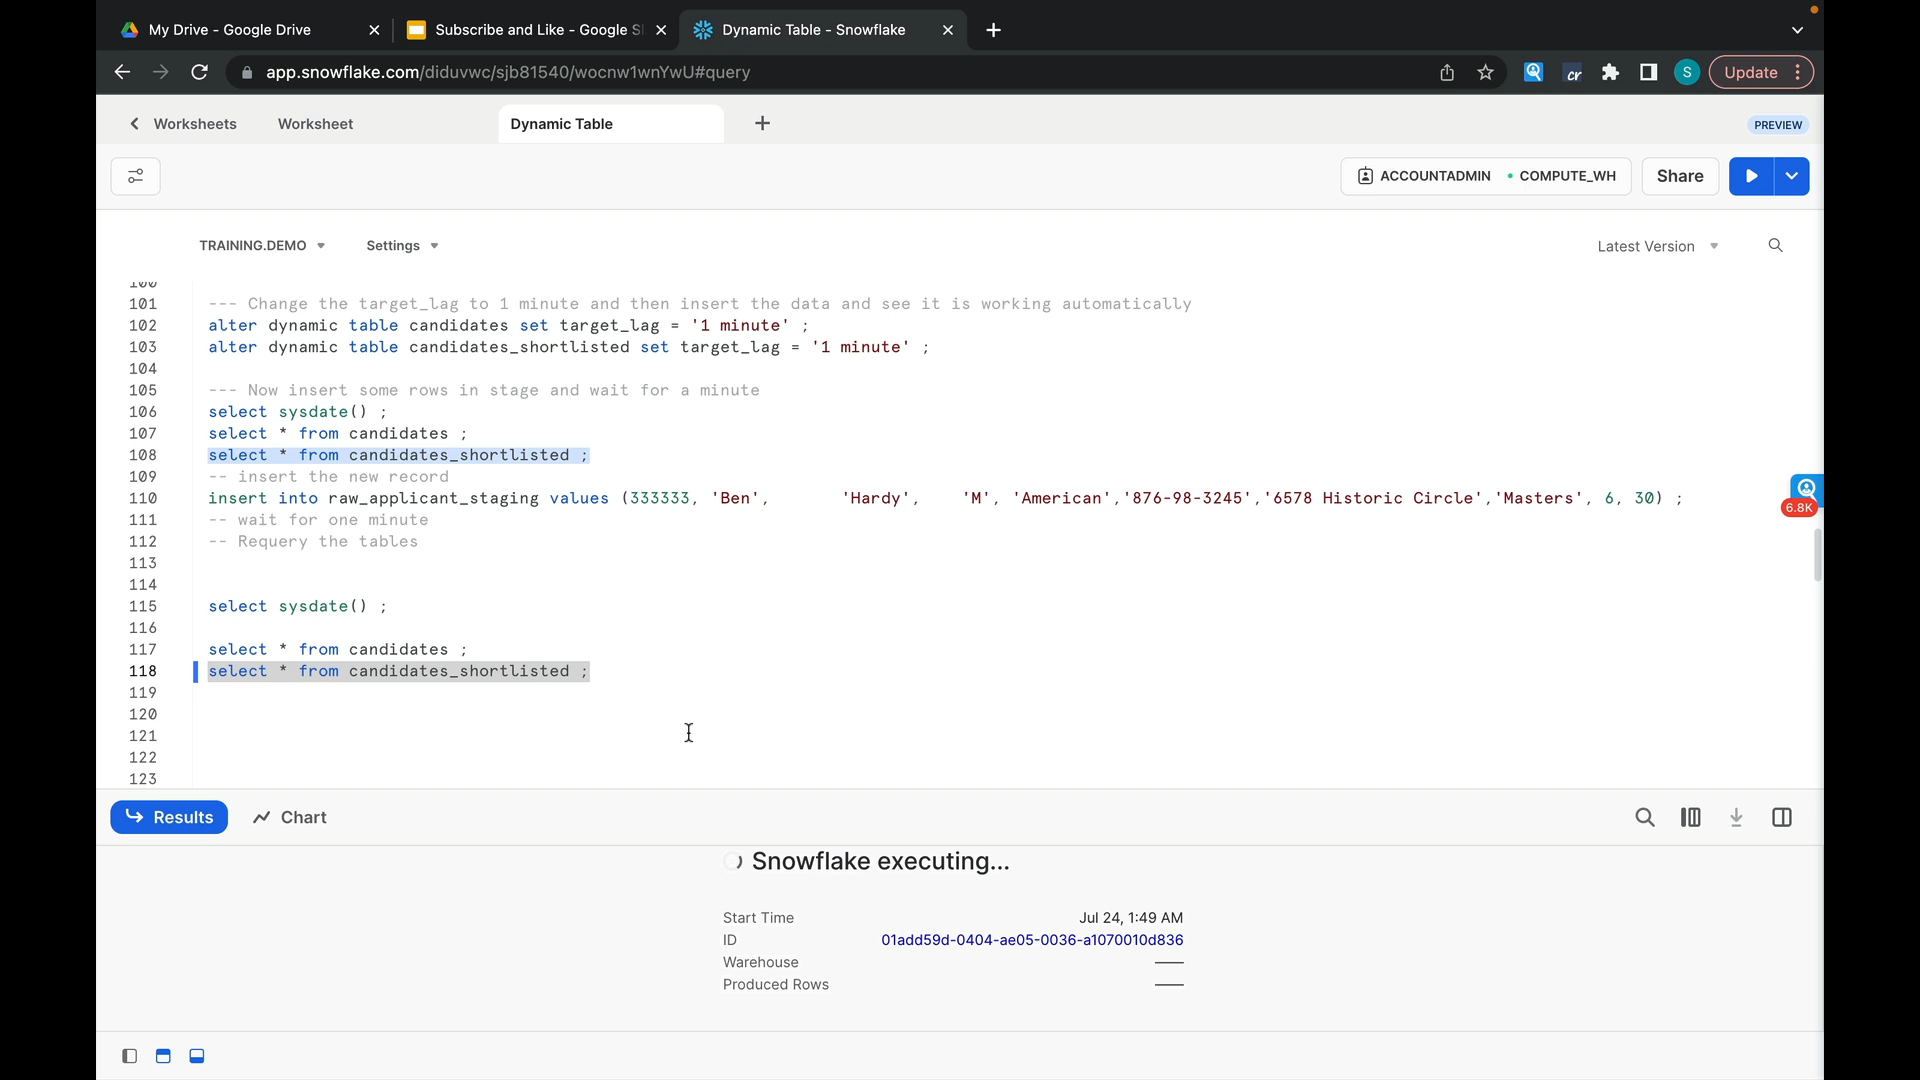 My Drive - Google Drive
Subscribe and Like - Google Sl
Dynamic Table - Snowflake
app.snowflake.com/diduvwc/sjb81540/wocnw1wnYwU#query
cr
S
Update
Worksheets
Worksheet
Dynamic Table
PREVIEW
ACCOUNTADMIN • COMPUTE_WH
Share
TRAINING.DEMO
Settings
Latest Version
100
101 --- Change the target_lag to 1 minute and then insert the data and see it is working automatically
102 alter dynamic table candidates set target_lag = '1 minute' ;
103 alter dynamic table candidates_shortlisted set target_lag = '1 minute' ;
104
105 --- Now insert some rows in stage and wait for a minute
106 select sysdate() ;
107 select * from candidates ;
108 select * from candidates_shortlisted ;
109 -- insert the new record
110 insert into raw_applicant_staging values (333333, 'Ben', 'Hardy', 'M', 'American','876-98-3245','6578 Historic Circle','Masters', 6, 30) ;
111 -- wait for one minute
112 -- Requery the tables
113
114
115 select sysdate() ;
116
117 select * from candidates ;
118 select * from candidates_shortlisted ;
119
120
121
122
123
6.8K
Results
Chart
Snowflake executing...
Start Time Jul 24, 1:49 AM
ID 01add59d-0404-ae05-0036-a1070010d836
Warehouse —
Produced Rows —